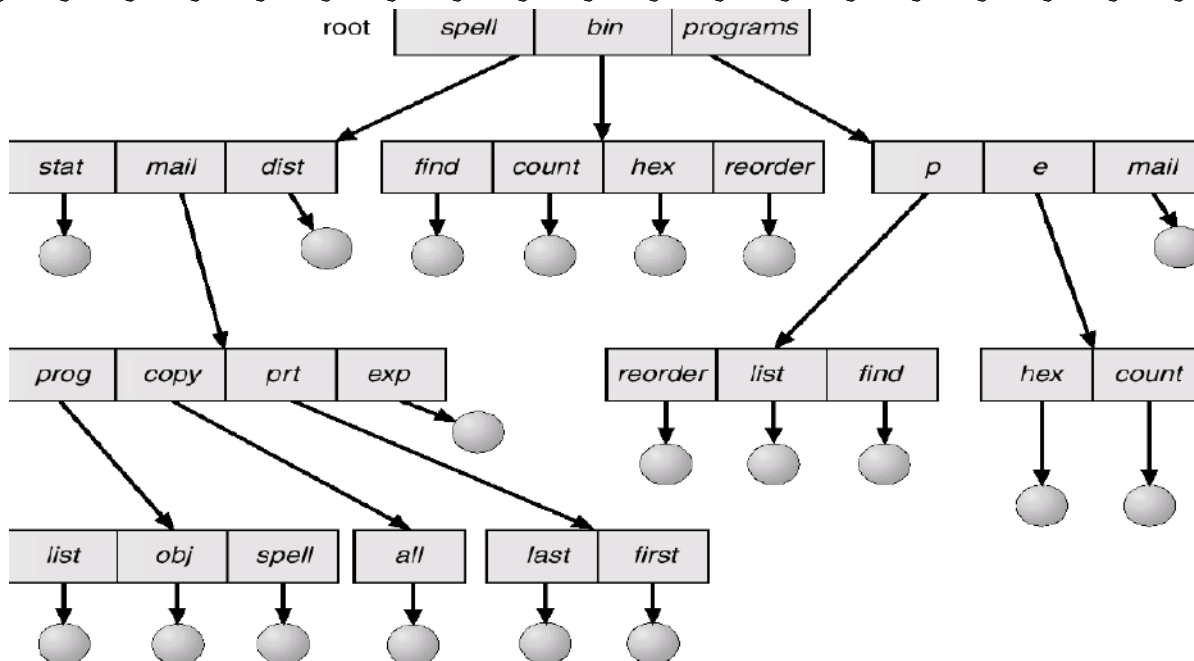 root spell bin programs
stat mail dist find count hex reorder p e mail
prog copy prt exp reorder list find hex count
list obj spell all last first